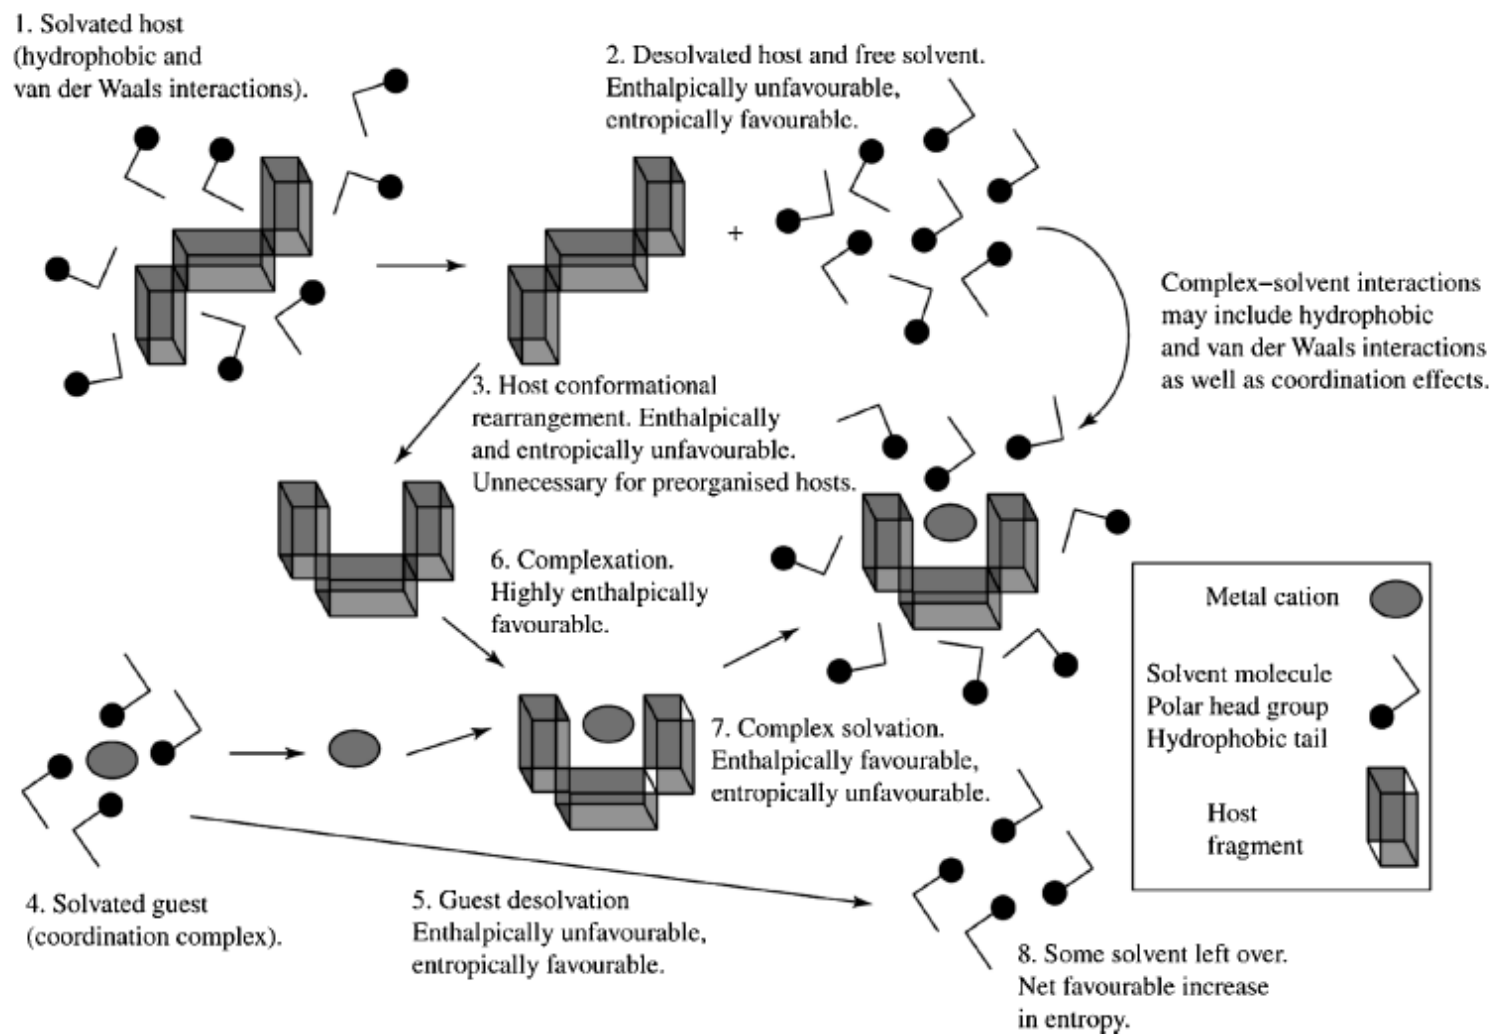 1. Solvated host
(hydrophobic and
van der Waals interactions).
2. Desolvated host and free solvent.
Enthalpically unfavourable,
entropically favourable.
+
Complex–solvent interactions
may include hydrophobic
and van der Waals interactions
as well as coordination effects.
3. Host conformational
rearrangement. Enthalpically
and entropically unfavourable.
Unnecessary for preorganised hosts.
6. Complexation.
Highly enthalpically
favourable.
7. Complex solvation.
Enthalpically favourable,
entropically unfavourable.
4. Solvated guest
(coordination complex).
5. Guest desolvation
Enthalpically unfavourable,
entropically favourable.
8. Some solvent left over.
Net favourable increase
in entropy.
Metal cation
Solvent molecule
Polar head group
Hydrophobic tail
Host
fragment